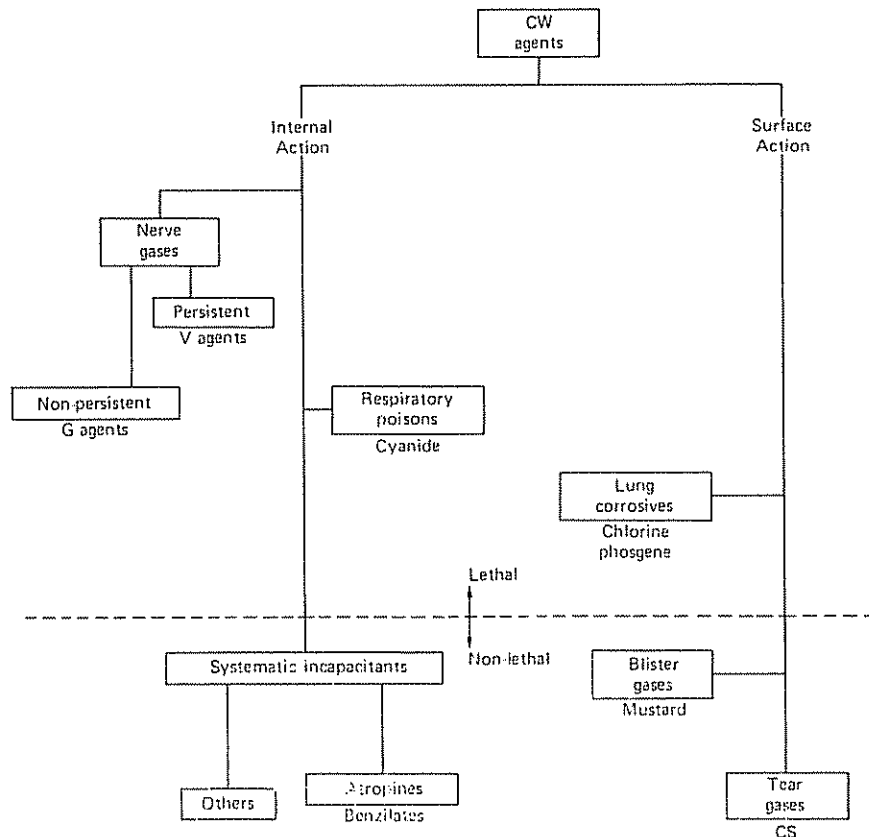 CW
agents
Internal
Action
Surface
Action
Nerve
gases
Persistent
V agents
Non-persistent
G agents
Respiratory
poisons
Cyanide
Lung
corrosives
Chlorine
phosgene
Lethal
Non-lethal
Systematic incapacitants
Blister
gases
Mustard
Others
Atropines
Benzilates
Tear
gases
CS